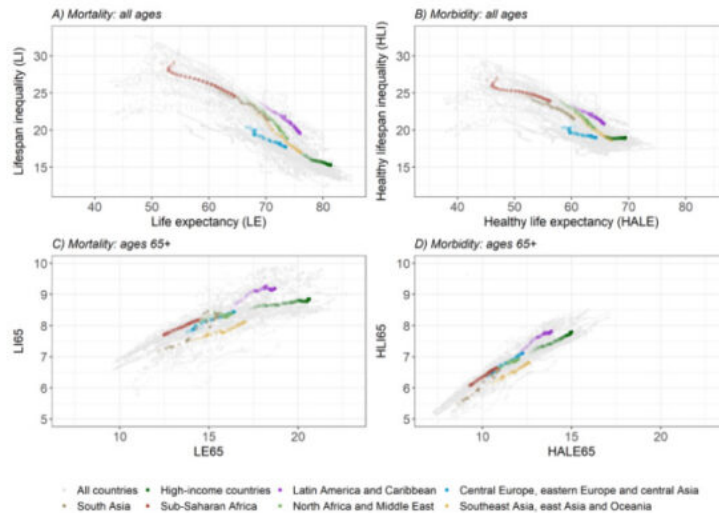 A) Mortality: all ages
B) Morbidity: all ages
Lifespan inequality (LI)
30
25
20
15
40 50 60 70 80
Life expectancy (LE)
Healthy lifespan inequality (HLI)
30
25
20
15
40 50 60 70 80
Healthy life expectancy (HALE)
C) Mortality: ages 65+
D) Morbidity: ages 65+
LI65
10
9
8
7
6
5
10 15 20
LE65
HLI65
10
9
8
7
6
5
10 15 20
HALE65
All countries High-income countries Latin America and Caribbean Central Europe, eastern Europe and central Asia
South Asia Sub-Saharan Africa North Africa and Middle East Southeast Asia, east Asia and Oceania